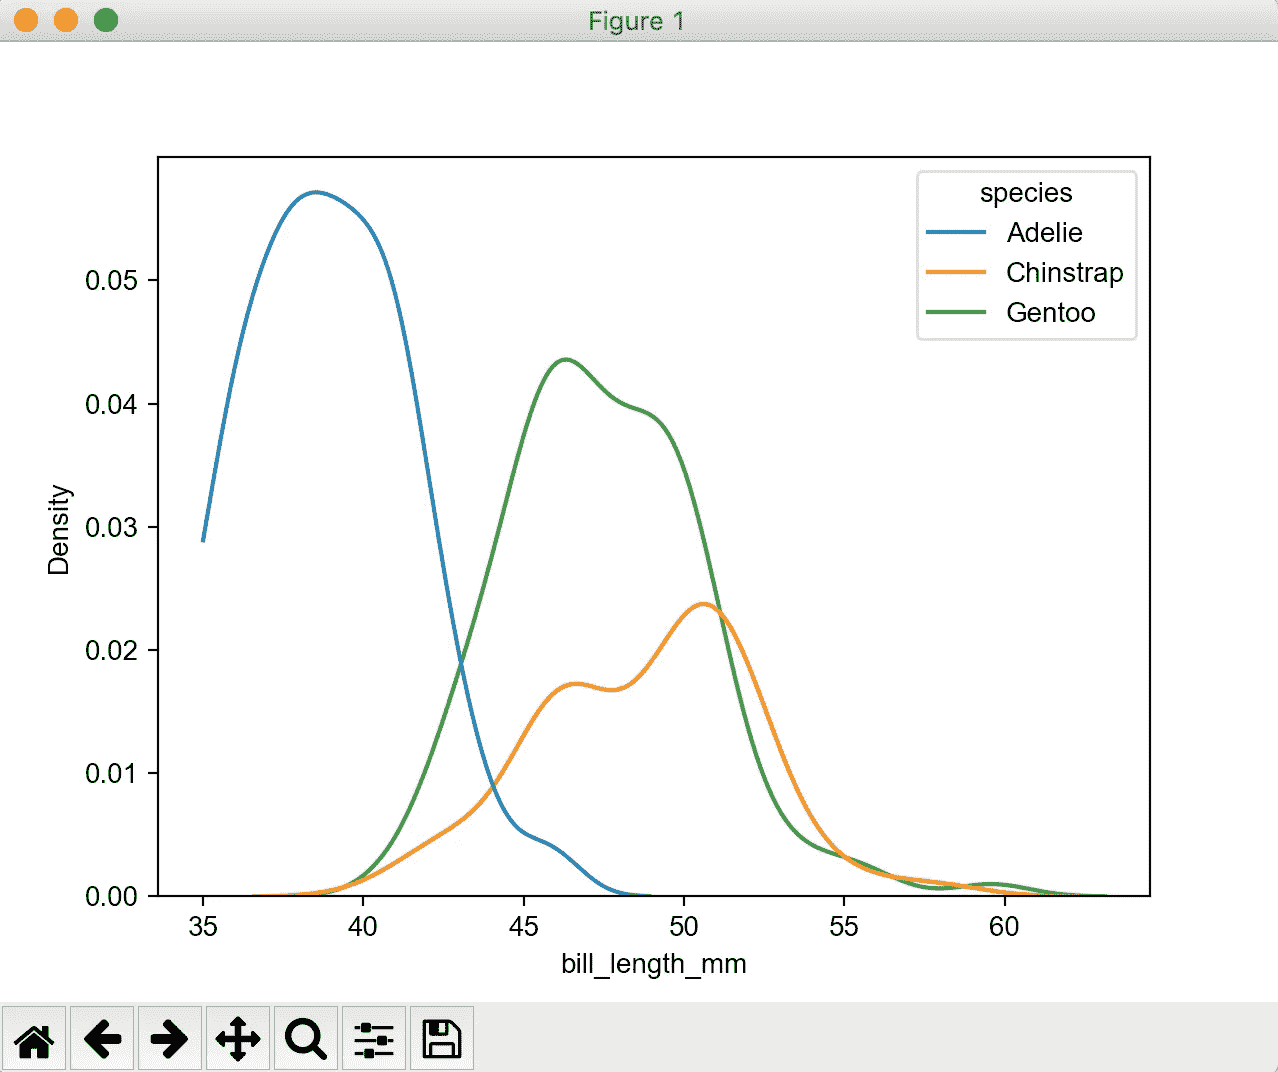 Figure 1
species
Adelie
Chinstrap
Gentoo
0.05
0.04
0.03
0.02
0.01
0.00
Density
35 40 45 50 55 60
bill_length_mm